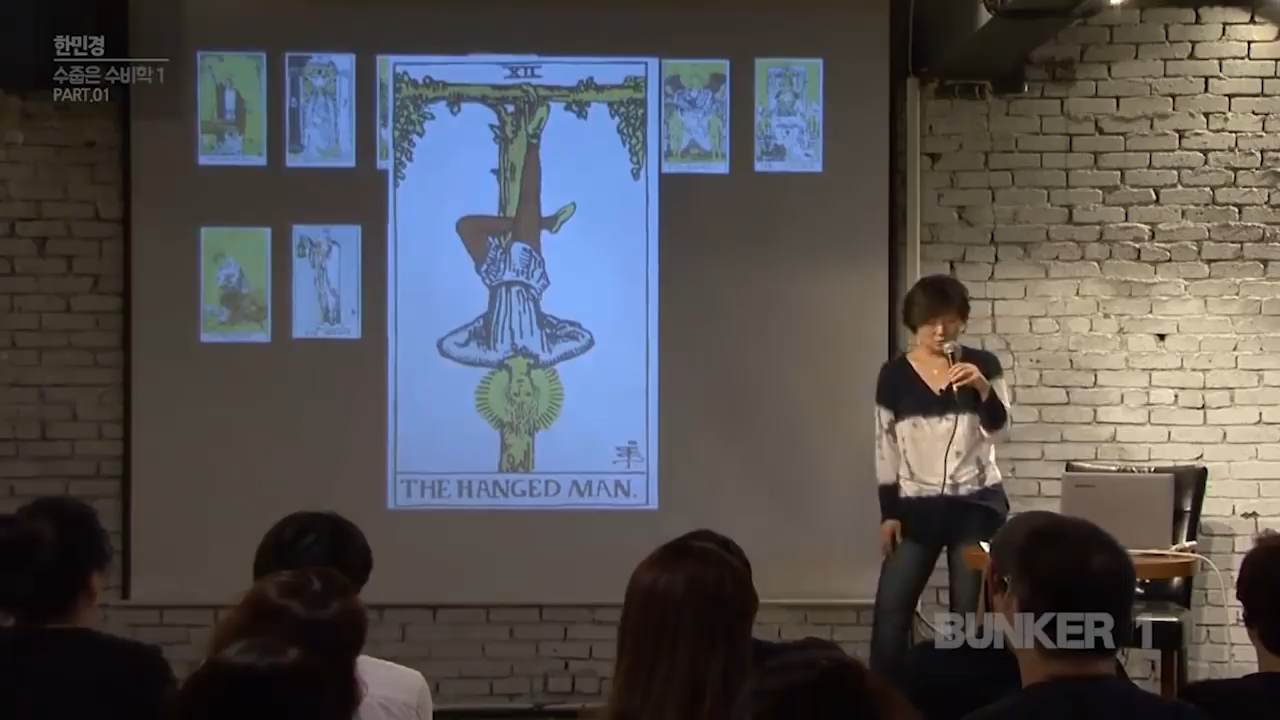 한민경
수줍은 수비학 1
PART.01
XII
THE HANGED MAN.
BUNKER 1